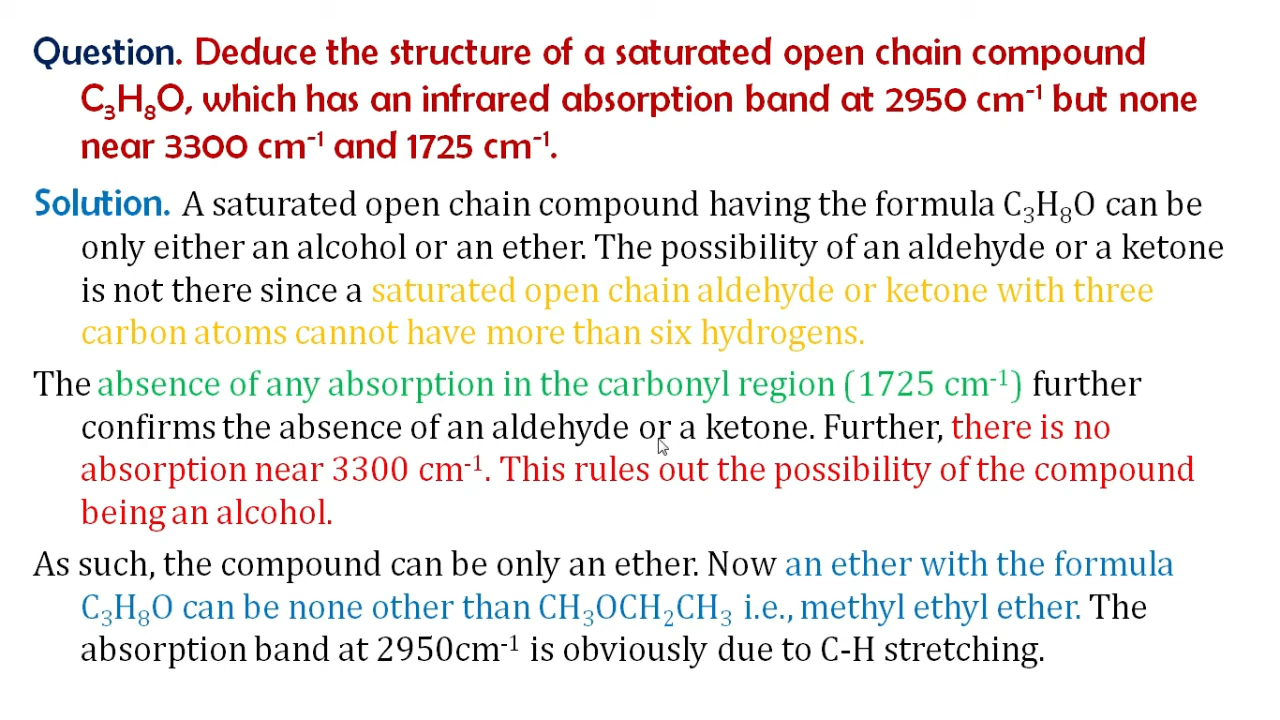 Question. Deduce the structure of a saturated open chain compound
C₃H₈O, which has an infrared absorption band at 2950 cm⁻¹ but none
near 3300 cm⁻¹ and 1725 cm⁻¹.
Solution. A saturated open chain compound having the formula C₃H₈O can be
only either an alcohol or an ether. The possibility of an aldehyde or a ketone
is not there since a saturated open chain aldehyde or ketone with three
carbon atoms cannot have more than six hydrogens.
The absence of any absorption in the carbonyl region (1725 cm⁻¹) further
confirms the absence of an aldehyde or a ketone. Further, there is no
absorption near 3300 cm⁻¹. This rules out the possibility of the compound
being an alcohol.
As such, the compound can be only an ether. Now an ether with the formula
C₃H₈O can be none other than CH₃OCH₂CH₃ i.e., methyl ethyl ether. The
absorption band at 2950cm⁻¹ is obviously due to C-H stretching.